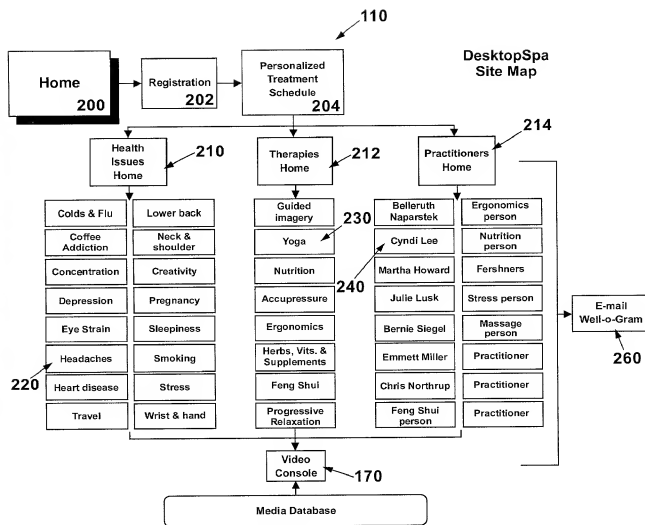 110
DesktopSpa
Site Map
Home
200
Registration
202
Personalized
Treatment
Schedule
204
Health
Issues
Home
210
Therapies
Home
212
Practitioners
Home
214
Colds & Flu
Coffee
Addiction
Concentration
Depression
Eye Strain
Headaches
Heart disease
Travel
220
Lower back
Neck &
shoulder
Creativity
Pregnancy
Sleepiness
Smoking
Stress
Wrist & hand
Guided
imagery
Yoga
Nutrition
Accupressure
Ergonomics
Herbs, Vits. &
Supplements
Feng Shui
Progressive
Relaxation
230
Belleruth
Naparstek
Cyndi Lee
Martha Howard
Julie Lusk
Bernie Siegel
Emmett Miller
Chris Northrup
Feng Shui
person
240
Ergonomics
person
Nutrition
person
Fershners
Stress person
Massage
person
Practitioner
Practitioner
Practitioner
E-mail
Well-o-Gram
260
Video
Console
170
Media Database